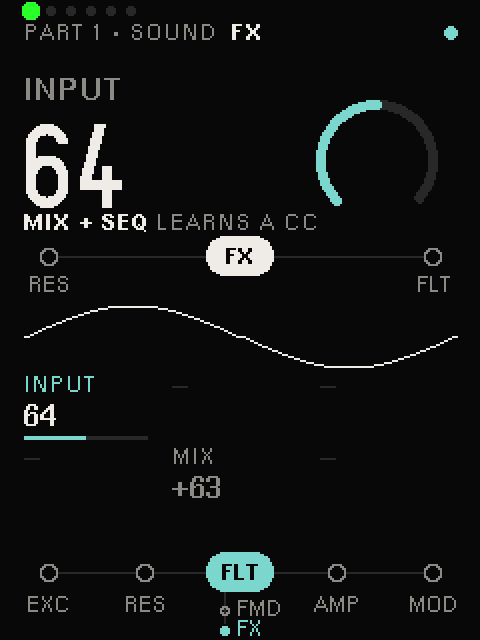 PART 1 · SOUND FX
INPUT
64
MIX + SEQ LEARNS A CC
FX
RES FLT
INPUT — —
64
— MIX —
+63
FLT
EXC RES AMP MOD
FMD
FX